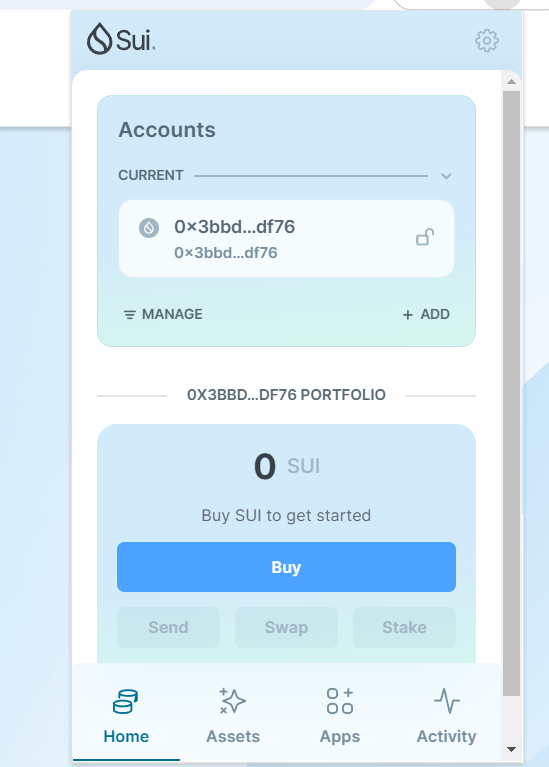 Sui.
Accounts
CURRENT
0×3bbd...df76
0×3bbd...df76
MANAGE
+ ADD
0X3BBD...DF76 PORTFOLIO
0 SUI
Buy SUI to get started
Buy
Send Swap Stake
Home Assets Apps Activity